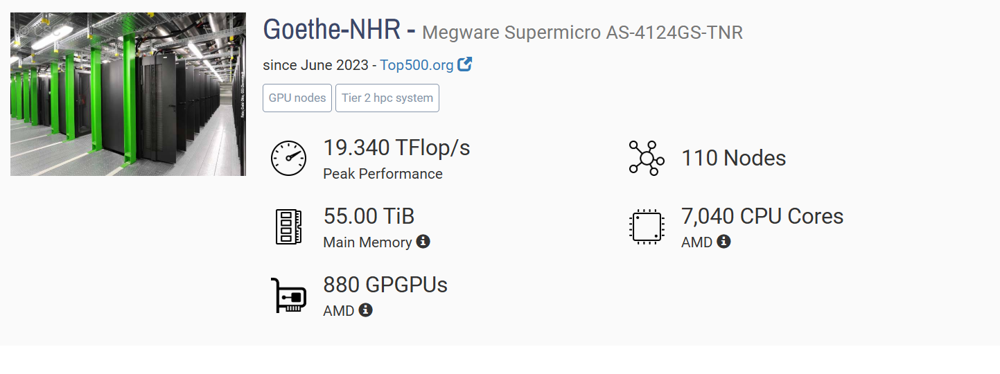 Goethe-NHR - Megware Supermicro AS-4124GS-TNR
since June 2023 - Top500.org
GPU nodes Tier 2 hpc system
19.340 TFlop/s
Peak Performance
110 Nodes
55.00 TiB
Main Memory
7,040 CPU Cores
AMD
880 GPGPUs
AMD